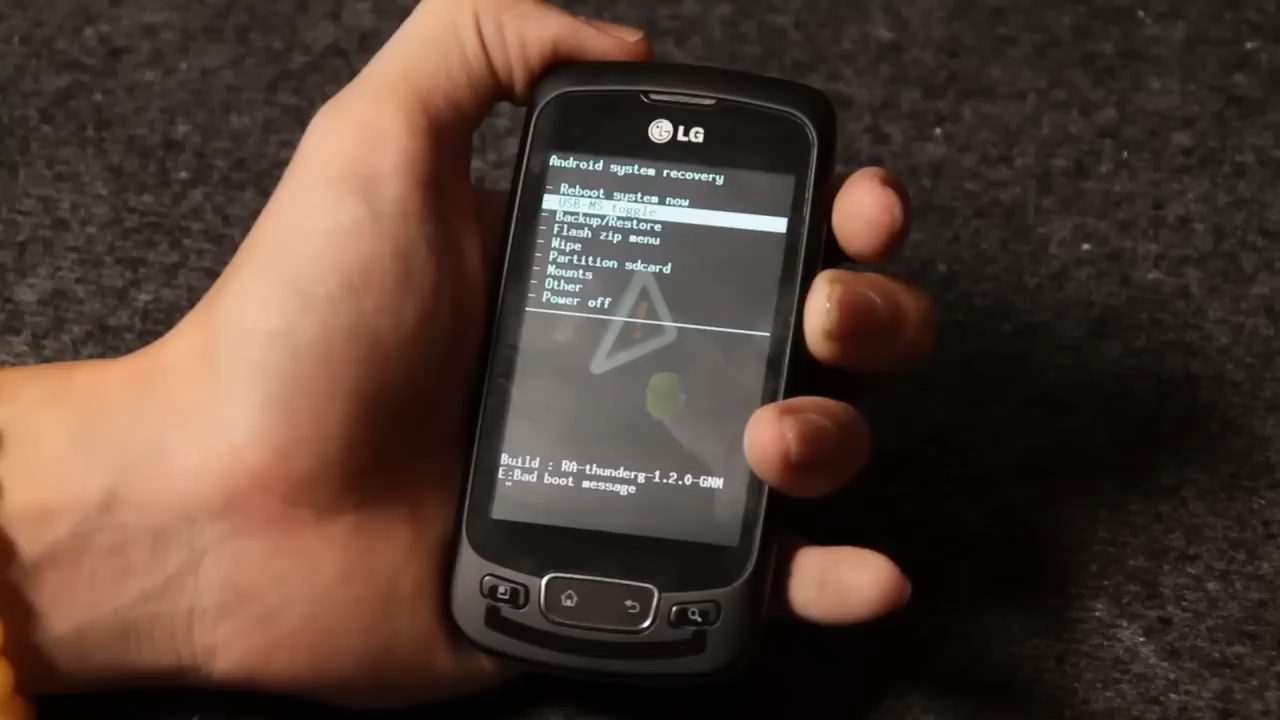 LG
Android system recovery
- Reboot system now
- USB-MS toggle
- Backup/Restore
- Flash zip menu
- Wipe
- Partition sdcard
- Mounts
- Other
- Power off
Build : RA-thunderg-1.2.0-GNM
E:Bad boot message
"